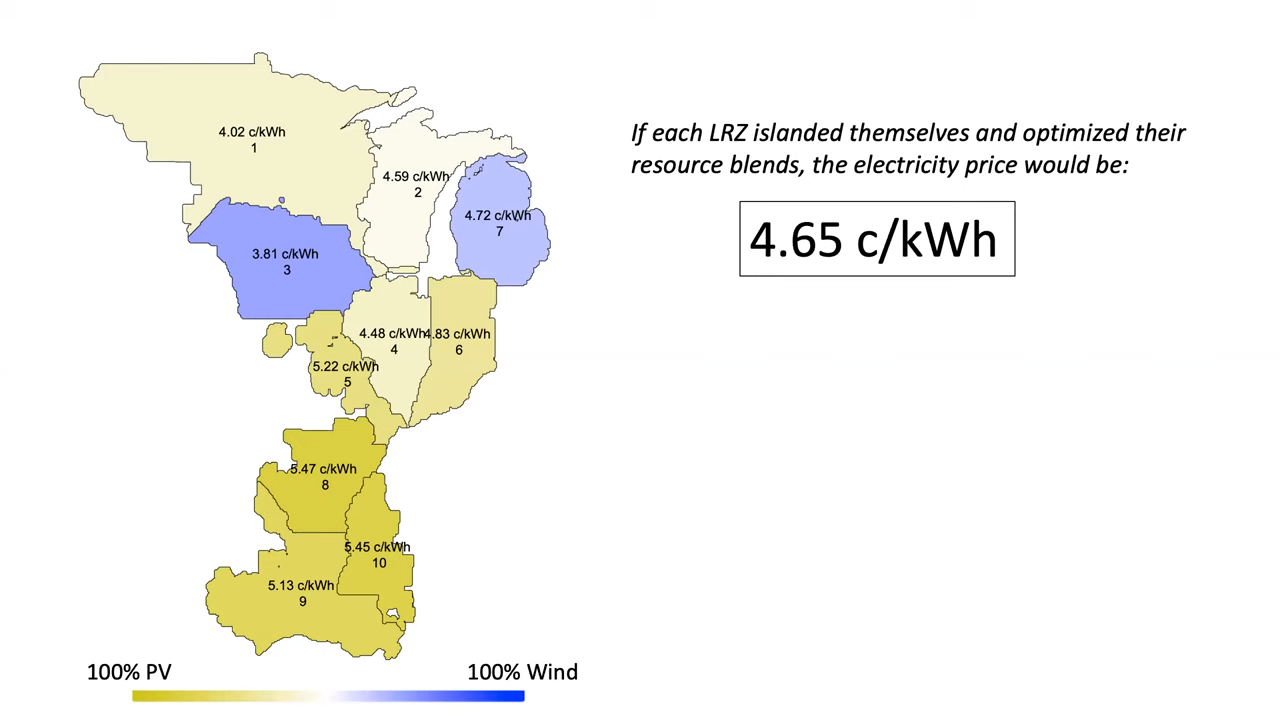 If each LRZ islanded themselves and optimized their
resource blends, the electricity price would be:
4.65 c/kWh
4.02 c/kWh
1
4.59 c/kWh
2
4.72 c/kWh
7
3.81 c/kWh
3
4.48 c/kWh
4
4.83 c/kWh
6
5.22 c/kWh
5
5.47 c/kWh
8
5.45 c/kWh
10
5.13 c/kWh
9
100% PV
100% Wind